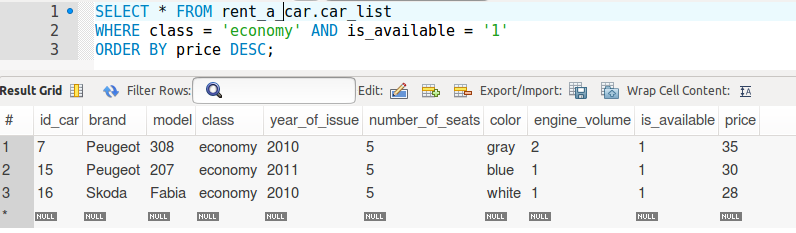 1 SELECT * FROM rent_a_car.car_list
2 WHERE class = 'economy' AND is_available = '1'
3 ORDER BY price DESC;
Result Grid Filter Rows: Edit: Export/Import: Wrap Cell Content: IA
# id_car brand model class year_of_issue number_of_seats color engine_volume is_available price
1 7 Peugeot 308 economy 2010 5 gray 2 1 35
2 15 Peugeot 207 economy 2011 5 blue 1 1 30
3 16 Skoda Fabia economy 2010 5 white 1 1 28
* NULL NULL NULL NULL NULL NULL NULL NULL NULL NULL